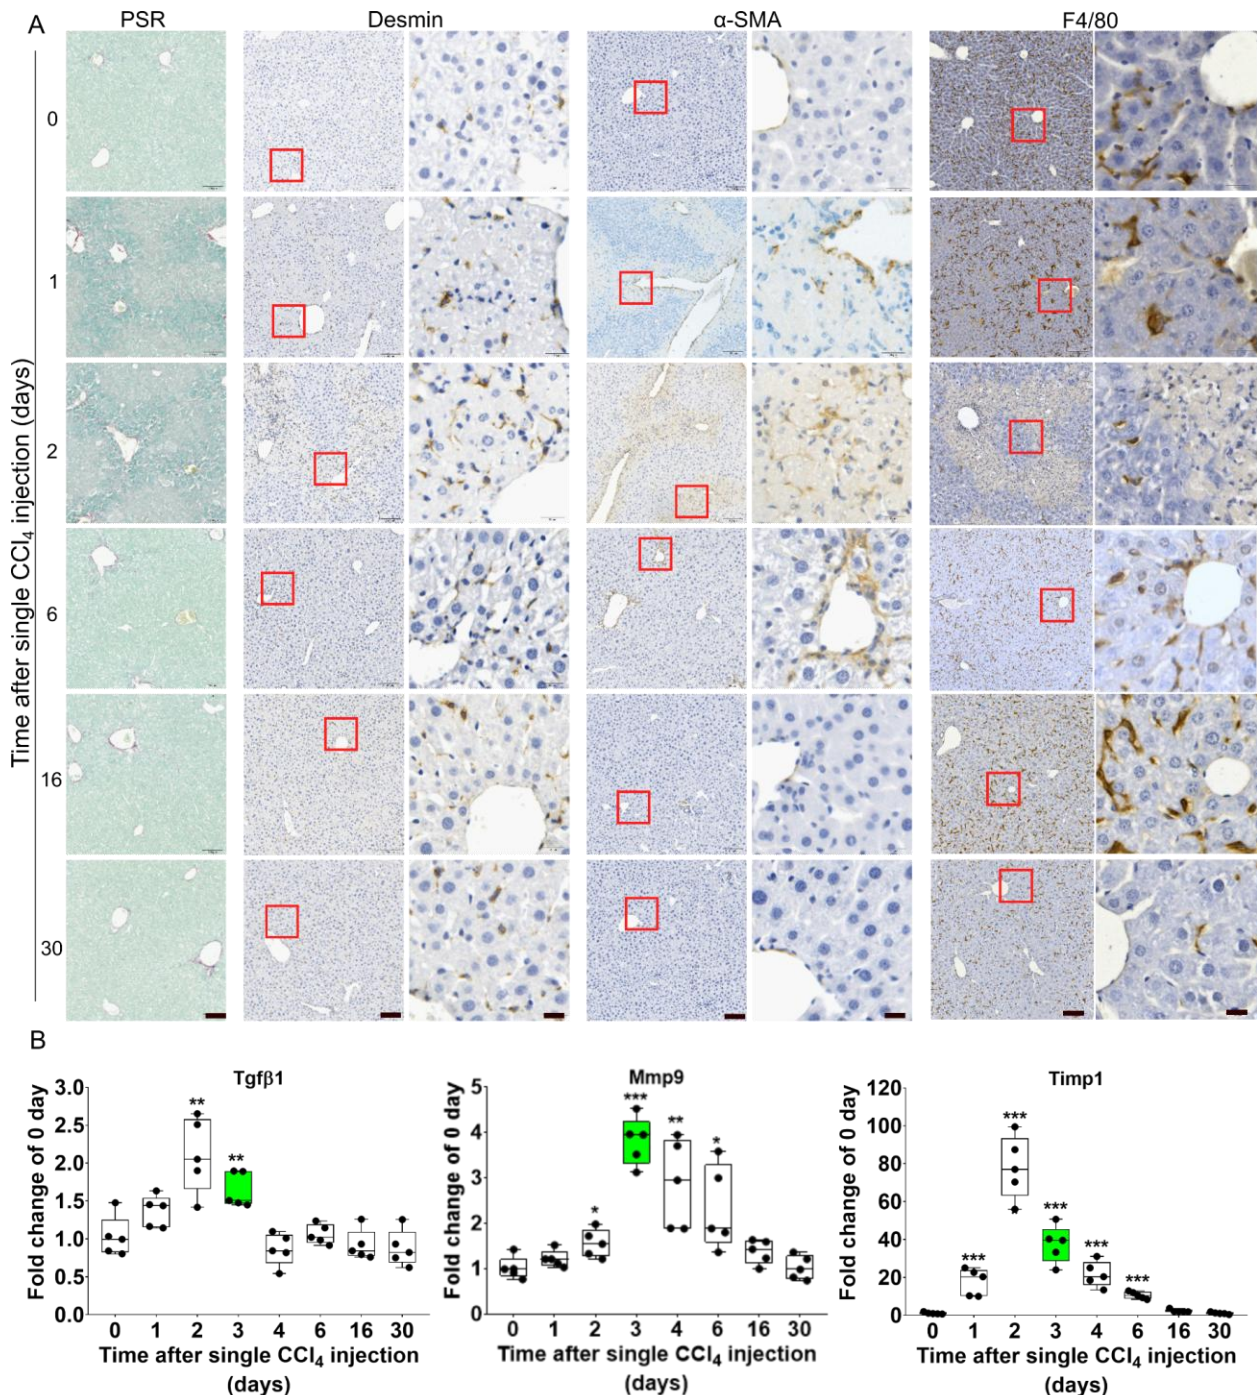 A
PSR
Desmin
α-SMA
F4/80
Time after single CCl4 injection (days)
0
1
2
6
16
30
B
Tgfβ1
Fold change of 0 day
3.0
2.5
2.0
1.5
1.0
0.5
0.0
**
**
0 1 2 3 4 6 16 30
Time after single CCl4 injection
(days)
Mmp9
Fold change of 0 day
5
4
3
2
1
0
*
***
**
*
0 1 2 3 4 6 16 30
Time after single CCl4 injection
(days)
Timp1
Fold change of 0 day
120
100
80
60
40
20
0
***
***
***
***
***
0 1 2 3 4 6 16 30
Time after single CCl4 injection
(days)